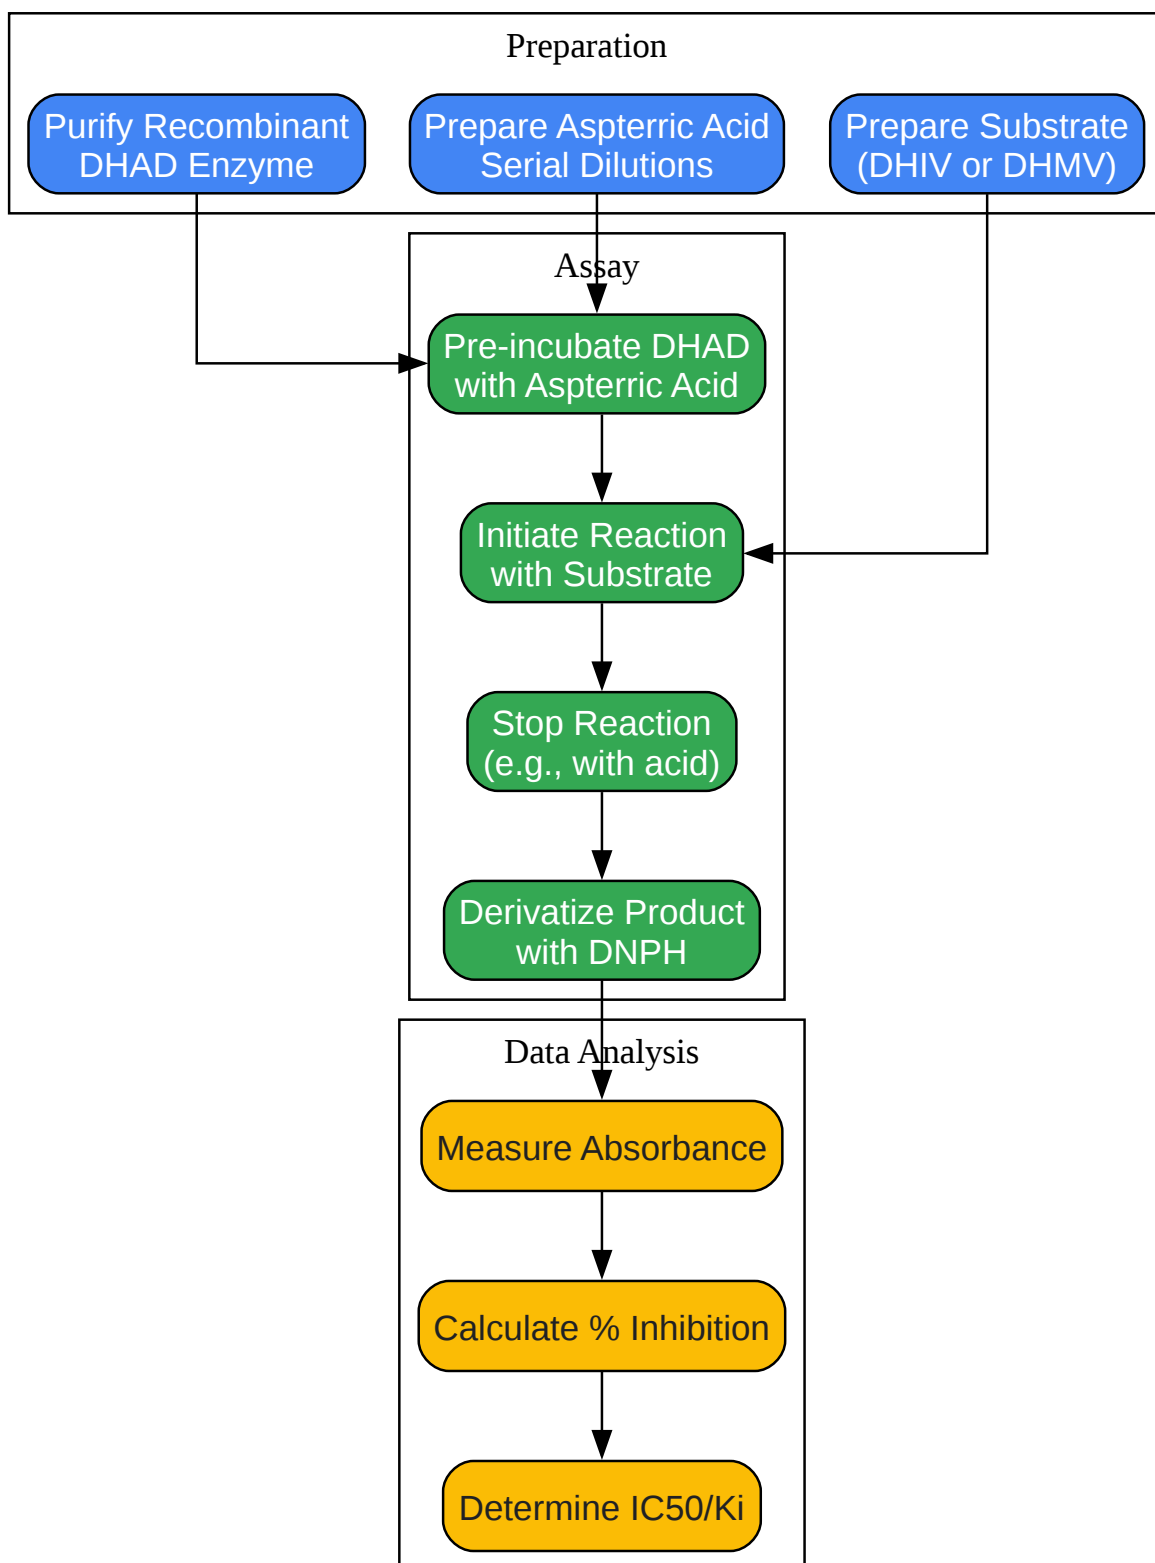 Preparation
Purify Recombinant
DHAD Enzyme
Prepare Aspterric Acid
Serial Dilutions
Prepare Substrate
(DHIV or DHMV)
Assay
Pre-incubate DHAD
with Aspterric Acid
Initiate Reaction
with Substrate
Stop Reaction
(e.g., with acid)
Derivatize Product
with DNPH
Data Analysis
Measure Absorbance
Calculate % Inhibition
Determine IC50/Ki